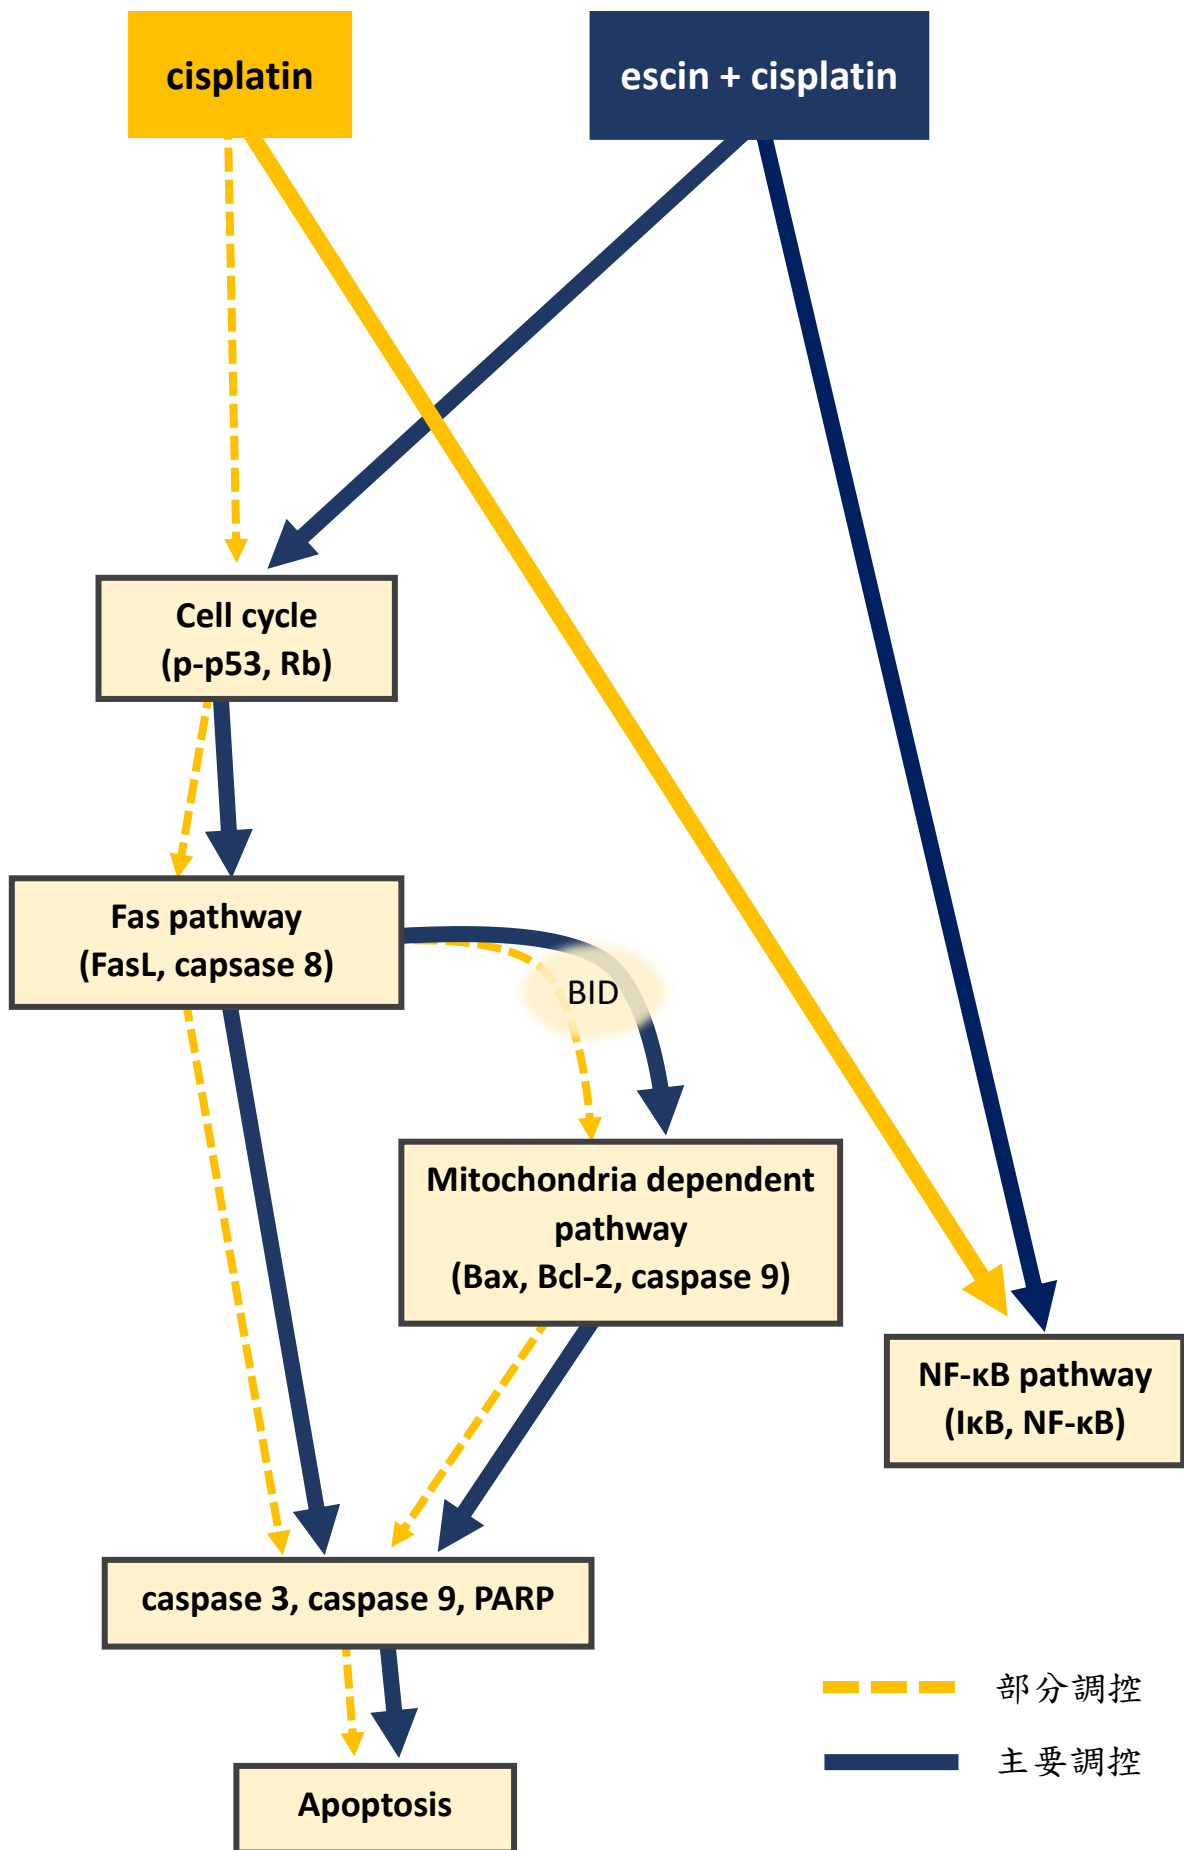 cisplatin
escin + cisplatin
Cell cycle
(p-p53, Rb)
Fas pathway
(FasL, capsase 8)
BID
Mitochondria dependent
pathway
(Bax, Bcl-2, caspase 9)
NF-κB pathway
(IκB, NF-κB)
caspase 3, caspase 9, PARP
部分調控
主要調控
Apoptosis